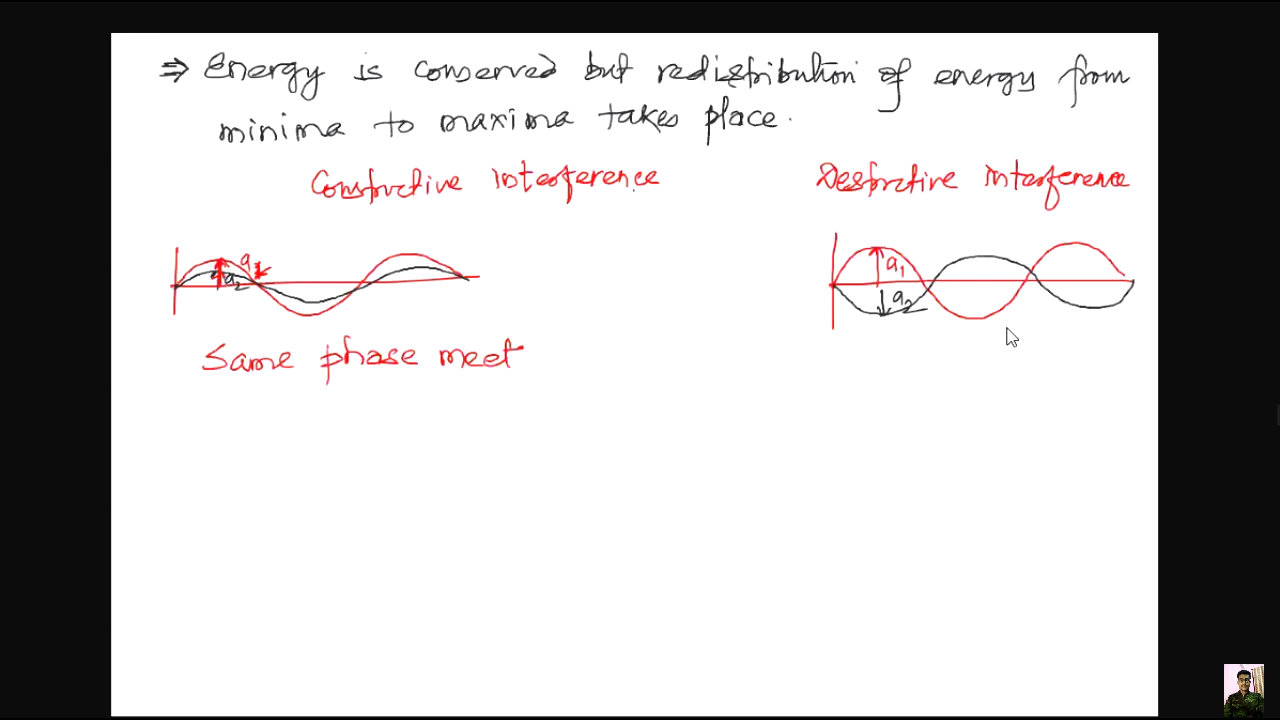 ⇒ Energy is conserved but redistribution of energy from
minima to maxima takes place.
Constructive interference
Destructive interference
a₁
a₂
a₁
a₂
Same phase meet